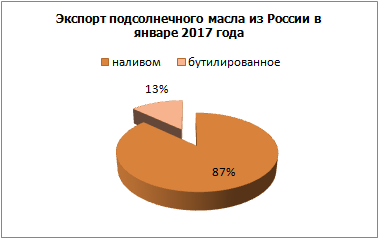 Экспорт подсолнечного масла из России в
январе 2017 года
наливом бутилированное
13%
87%